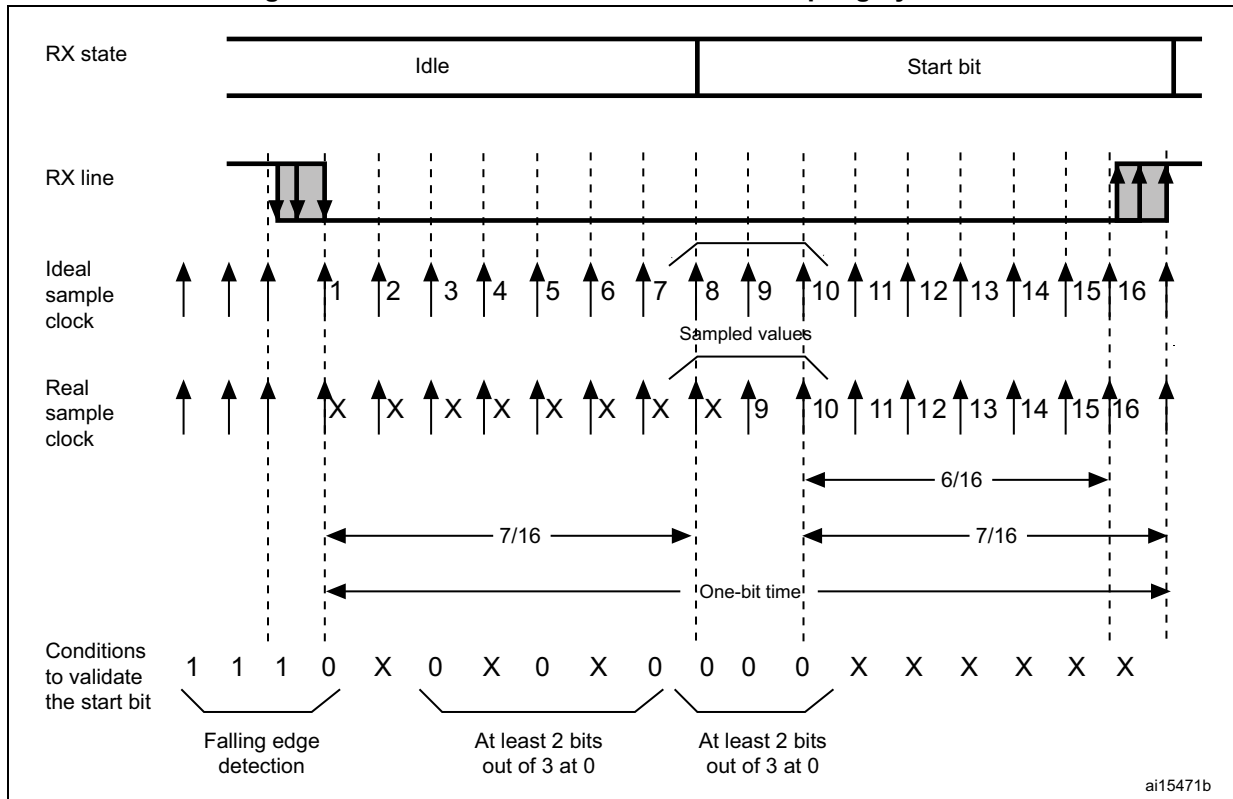 RX state
Idle
Start bit
RX line
Ideal
sample
clock
1 2 3 4 5 6 7 8 9 10 11 12 13 14 15 16
Sampled values
Real
sample
clock
X X X X X X X X 9 10 11 12 13 14 15 16
6/16
7/16
7/16
One-bit time
Conditions
to validate
the start bit
1 1 1 0 X 0 X 0 X 0 0 0 0 X X X X X X
Falling edge
detection
At least 2 bits
out of 3 at 0
At least 2 bits
out of 3 at 0
ai15471b